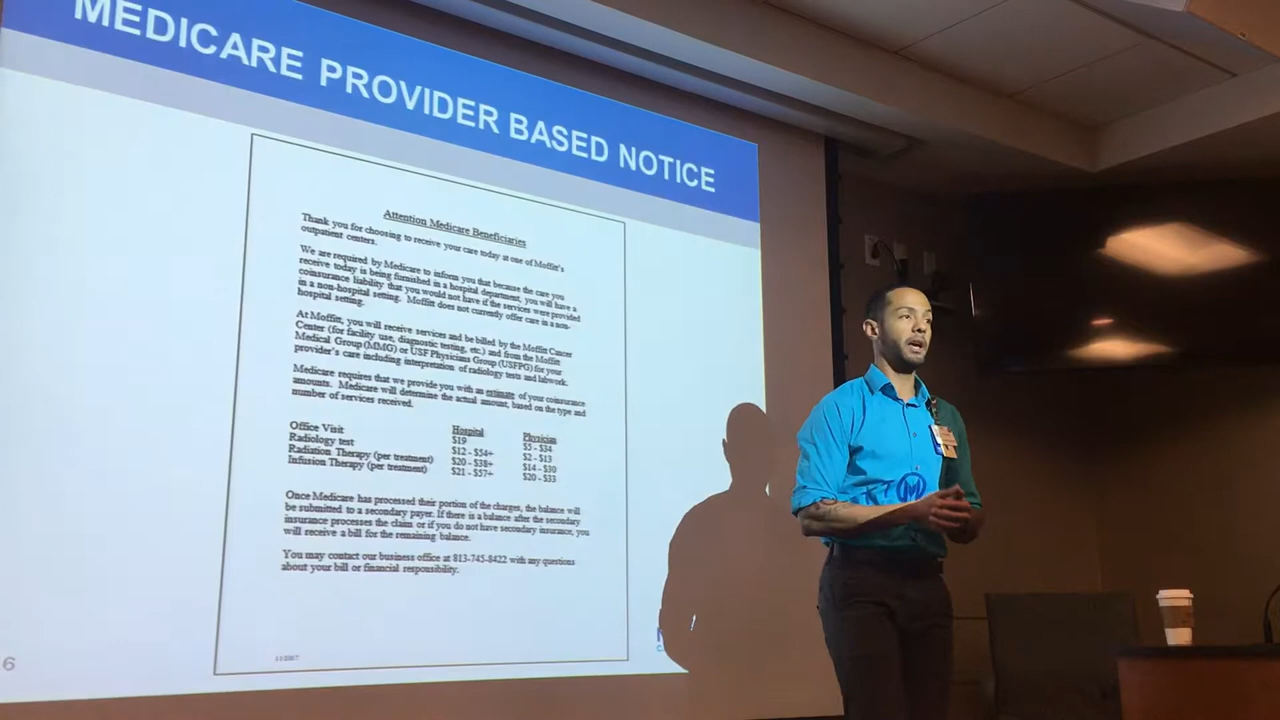 MEDICARE PROVIDER BASED NOTICE
Attention Medicare Beneficiaries
Thank you for choosing to receive your care today at one of Moffitt's
outpatient centers.
We are required by Medicare to inform you that because the care you
receive today is being furnished in a hospital department, you will have a
coinsurance liability that you would not have if the services were provided
in a non-hospital setting. Moffitt does not currently offer care in a non-
hospital setting.
At Moffitt, you will receive services and be billed by the Moffitt Cancer
Center (for facility use, diagnostic testing, etc.) and from the Moffitt
Medical Group (MMG) or USF Physicians Group (USFPG) for your
provider's care including interpretation of radiology tests and labwork.
Medicare requires that we provide you with an estimate of your coinsurance
amounts. Medicare will determine the actual amount, based on the type and
number of services received.
Hospital Physician
Office Visit $19 $5 - $34
Radiology test $12 - $54+ $2 - $13
Radiation Therapy (per treatment) $20 - $38+ $14 - $30
Infusion Therapy (per treatment) $21 - $57+ $20 - $33
Once Medicare has processed their portion of the charges, the balance will
be submitted to a secondary payer. If there is a balance after the secondary
insurance processes the claim or if you do not have secondary insurance, you
will receive a bill for the remaining balance.
You may contact our business office at 813-745-8422 with any questions
about your bill or financial responsibility.
6